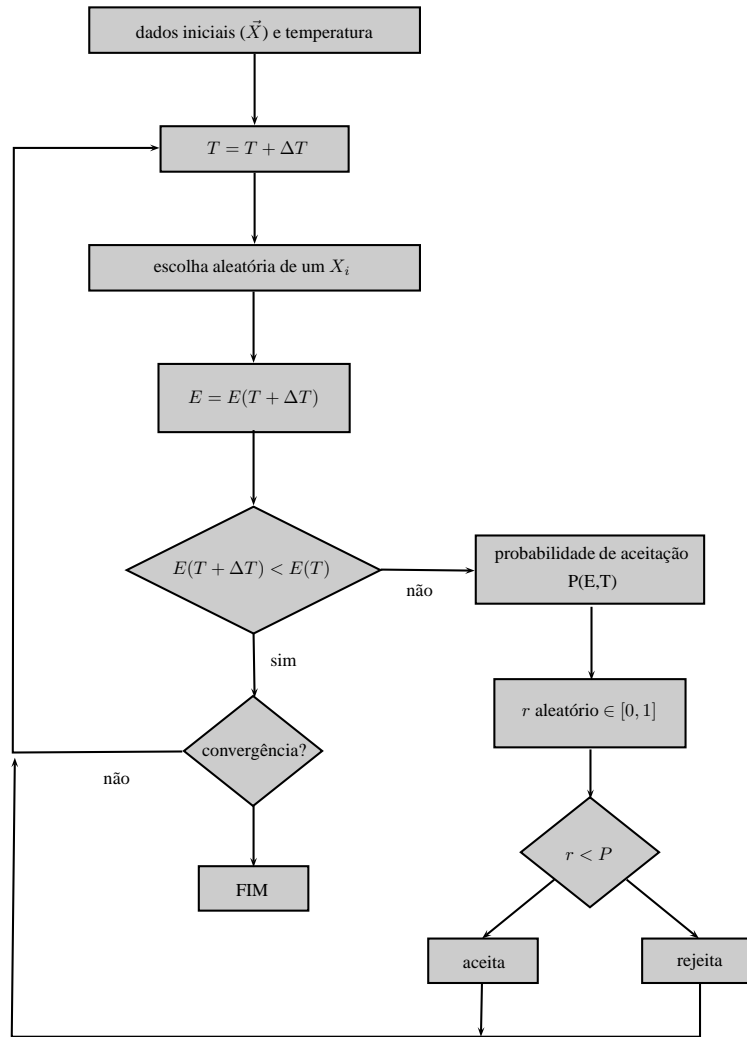 dados iniciais (X⃗) e temperatura
T = T + ΔT
escolha aleatória de um X_i
E = E(T + ΔT)
E(T + ΔT) < E(T)
não
probabilidade de aceitação
P(E,T)
sim
r aleatório ∈ [0, 1]
convergência?
não
r < P
FIM
aceita
rejeita